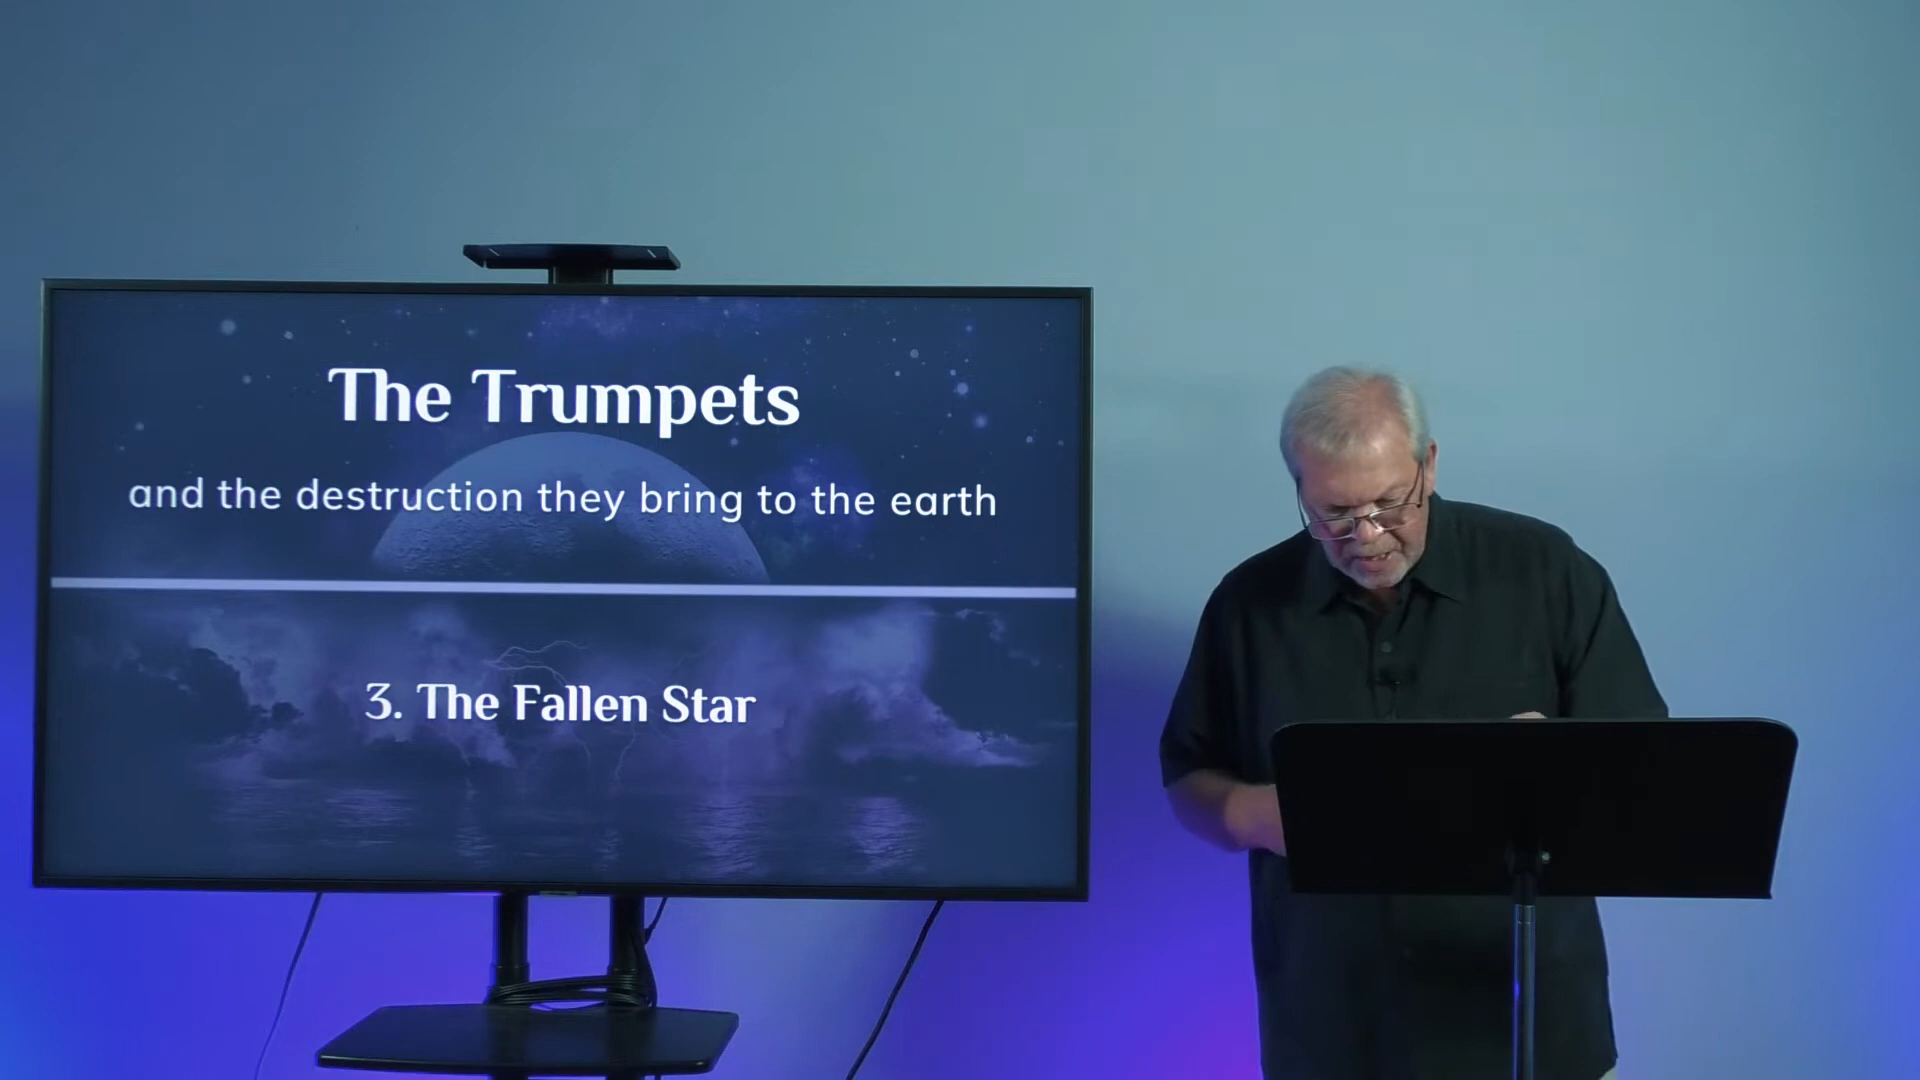 The Trumpets
and the destruction they bring to the earth
3. The Fallen Star